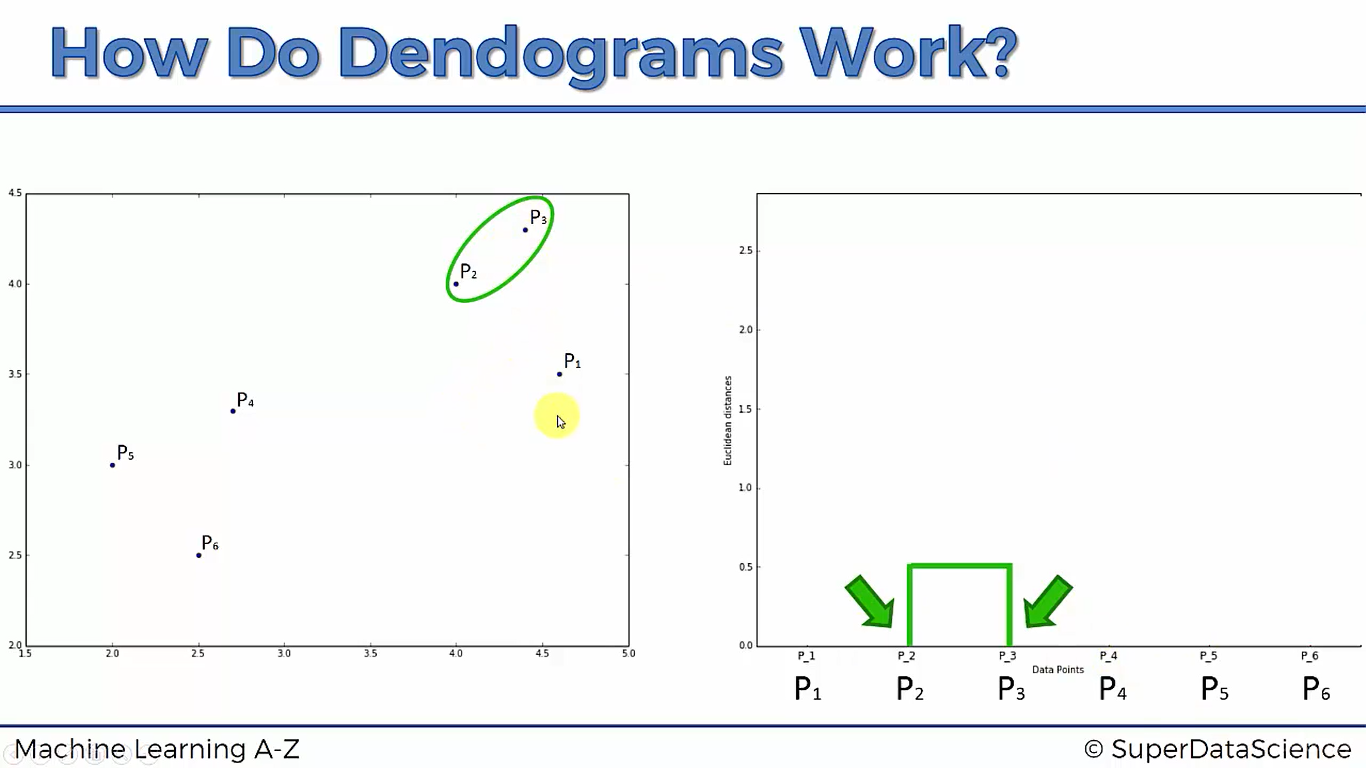 How Do Dendograms Work?
4.5
4.0
3.5
3.0
2.5
2.0
1.5 2.0 2.5 3.0 3.5 4.0 4.5 5.0
P₃
P₂
P₁
P₄
P₅
P₆
Euclidean distances
2.5
2.0
1.5
1.0
0.5
0.0
P_1 P_2 P_3 P_4 P_5 P_6
Data Points
P₁ P₂ P₃ P₄ P₅ P₆
Machine Learning A-Z
© SuperDataScience